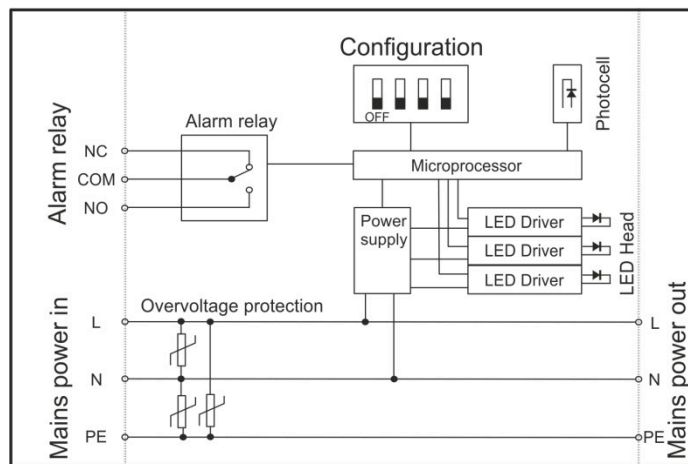 Configuration
OFF
Photocell
Alarm relay
Alarm relay
NC
COM
NO
Microprocessor
Power
supply
LED Driver
LED Driver
LED Driver
LED Head
Mains power in
Overvoltage protection
L
N
PE
L
N
PE
Mains power out